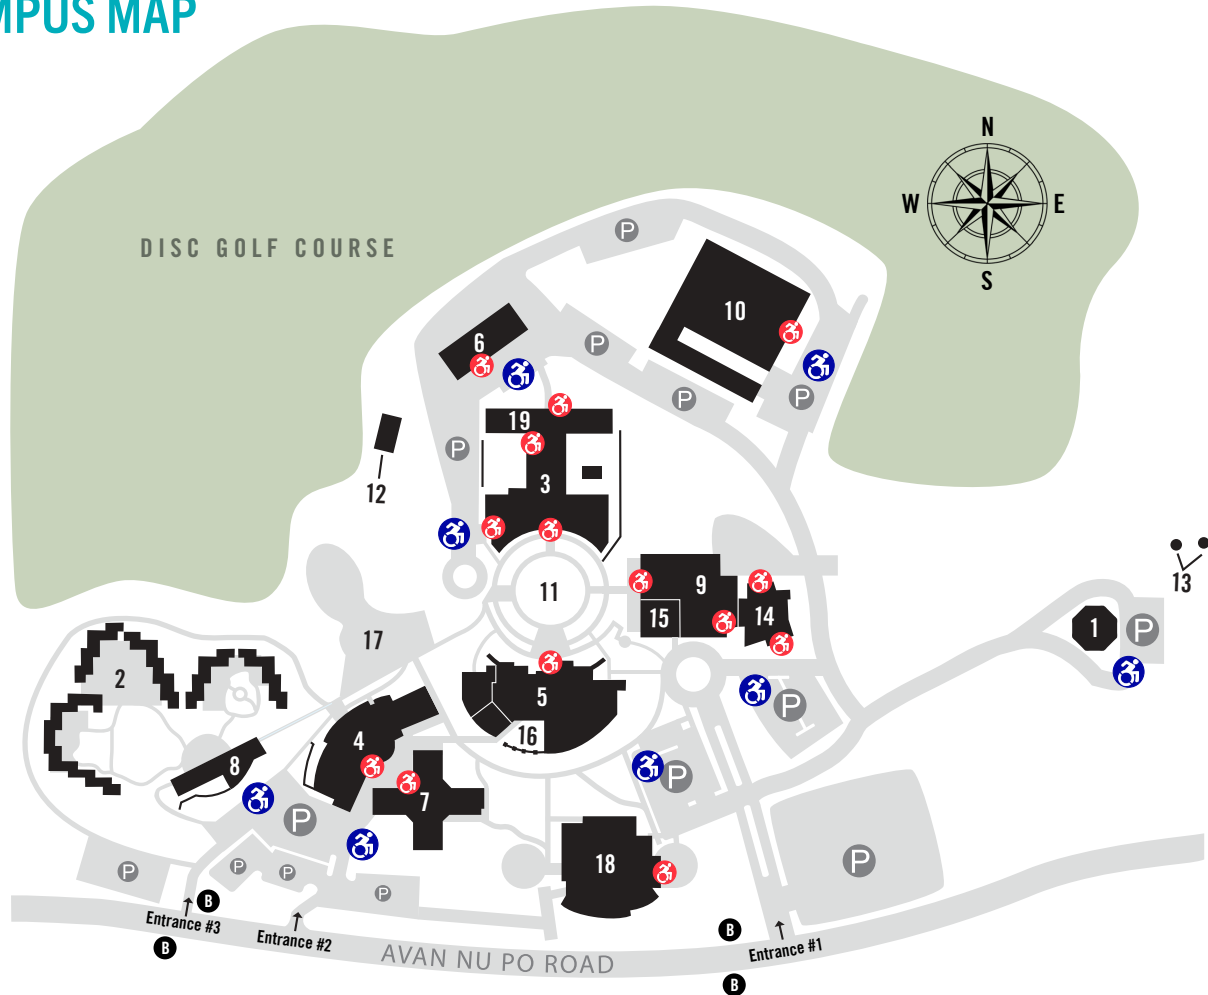 MPUS MAP
N
W
E
S
DISC GOLF COURSE
P
10
6
P
P
P
19
P
3
12
11
9
13
15
14
1
P
17
2
5
P
16
4
8
P
7
P
18
P
P
P
P
P
B
Entrance #3
B
Entrance #2
AVAN NU PO ROAD
B
Entrance #1
B